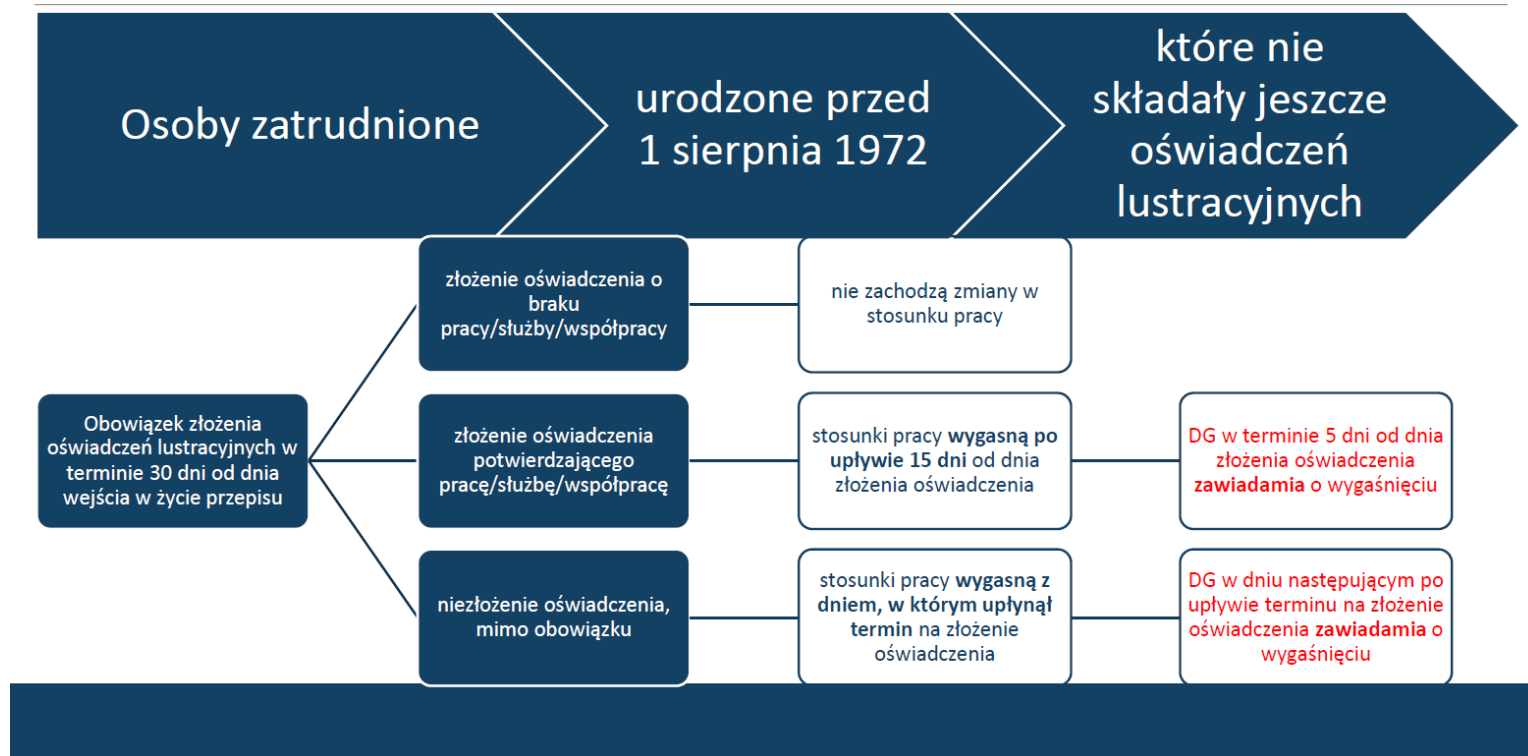 Osoby zatrudnione
urodzone przed
1 sierpnia 1972
które nie
składały jeszcze
oświadczeń
lustracyjnych
Obowiązek złożenia
oświadczeń lustracyjnych w
terminie 30 dni od dnia
wejścia w życie przepisu
złożenie oświadczenia o
braku
pracy/służby/współpracy
nie zachodzą zmiany w
stosunku pracy
złożenie oświadczenia
potwierdzającego
pracę/służbę/współpracę
stosunki pracy wygasną po
upływie 15 dni od dnia
złożenia oświadczenia
DG w terminie 5 dni od dnia
złożenia oświadczenia
zawiadamia o wygaśnięciu
niezłożenie oświadczenia,
mimo obowiązku
stosunki pracy wygasną z
dniem, w którym upłynął
termin na złożenie
oświadczenia
DG w dniu następującym po
upływie terminu na złożenie
oświadczenia zawiadamia o
wygaśnięciu